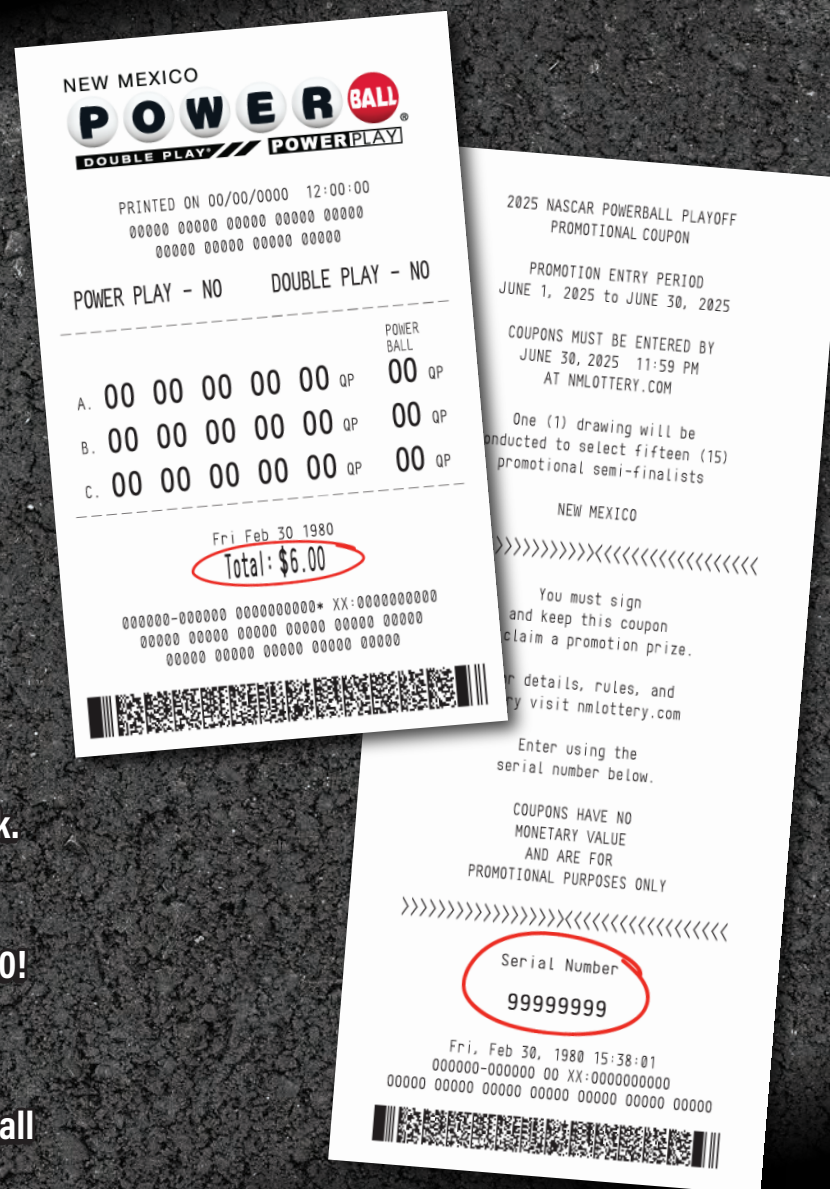 NEW MEXICO
POWERBALL®
DOUBLE PLAY® POWERPLAY
PRINTED ON 00/00/0000 12:00:00
00000 00000 00000 00000 00000
00000 00000 00000 00000
POWER PLAY - NO DOUBLE PLAY - NO
POWER
BALL
A. 00 00 00 00 00 QP 00 QP
B. 00 00 00 00 00 QP 00 QP
C. 00 00 00 00 00 QP 00 QP
Fri Feb 30 1980
Total: $6.00
000000-000000 0000000000* XX:0000000000
00000 00000 00000 00000 00000 00000
00000 00000 00000 00000 00000
2025 NASCAR POWERBALL PLAYOFF
PROMOTIONAL COUPON
PROMOTION ENTRY PERIOD
JUNE 1, 2025 to JUNE 30, 2025
COUPONS MUST BE ENTERED BY
JUNE 30, 2025 11:59 PM
AT NMLOTTERY.COM
One (1) drawing will be
onducted to select fifteen (15)
promotional semi-finalists
NEW MEXICO
You must sign
and keep this coupon
claim a promotion prize.
r details, rules, and
ry visit nmlottery.com
Enter using the
serial number below.
COUPONS HAVE NO
MONETARY VALUE
AND ARE FOR
PROMOTIONAL PURPOSES ONLY
Serial Number
99999999
Fri, Feb 30, 1980 15:38:01
000000-000000 00 XX:0000000000
00000 00000 00000 00000 00000 00000 00000
k.
0!
all